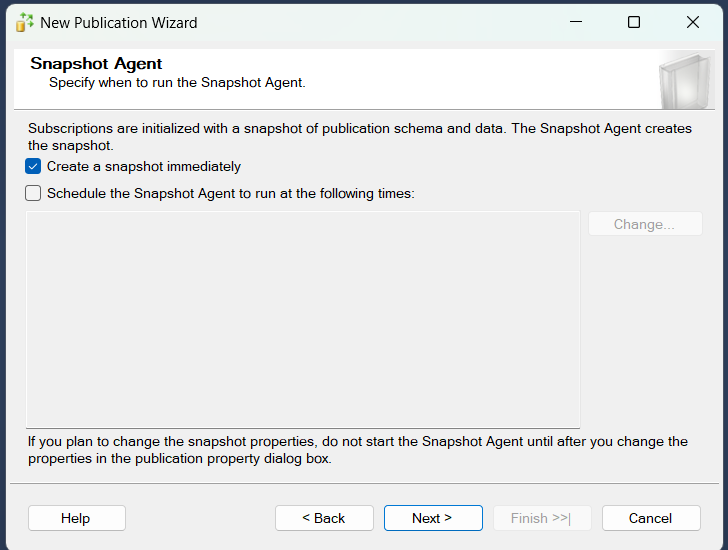 New Publication Wizard
Snapshot Agent
Specify when to run the Snapshot Agent.
Subscriptions are initialized with a snapshot of publication schema and data. The Snapshot Agent creates
the snapshot.
Create a snapshot immediately
Schedule the Snapshot Agent to run at the following times:
Change...
If you plan to change the snapshot properties, do not start the Snapshot Agent until after you change the
properties in the publication property dialog box.
Help
< Back
Next >
Finish >>|
Cancel